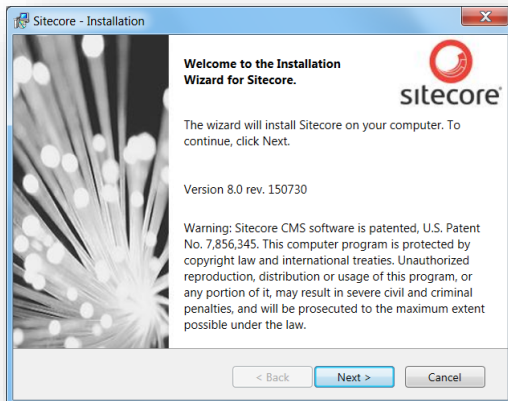 Sitecore - Installation
Welcome to the Installation
Wizard for Sitecore.
sitecore
The wizard will install Sitecore on your computer. To
continue, click Next.
Version 8.0 rev. 150730
Warning: Sitecore CMS software is patented, U.S. Patent
No. 7,856,345. This computer program is protected by
copyright law and international treaties. Unauthorized
reproduction, distribution or usage of this program, or
any portion of it, may result in severe civil and criminal
penalties, and will be prosecuted to the maximum extent
possible under the law.
< Back Next > Cancel